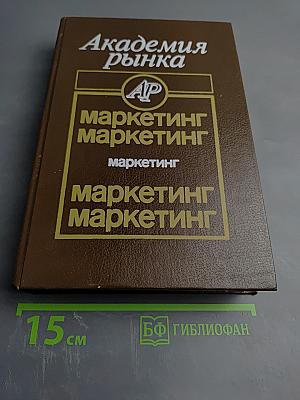 Академия
рынка
АР
маркетинг
маркетинг
маркетинг
маркетинг
маркетинг
15 см
БФ ГИБЛИОФАН